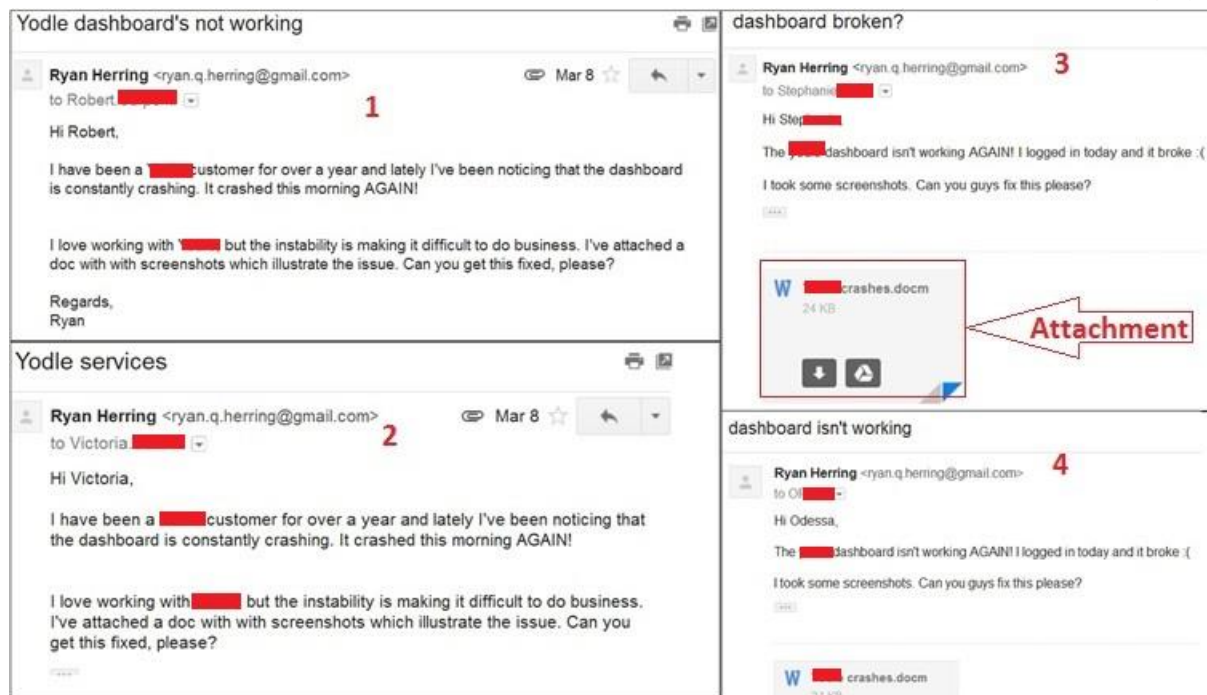 Yodle dashboard's not working
Ryan Herring <ryan.q.herring@gmail.com>
Mar 8
to Robert.
1
Hi Robert,
I have been a customer for over a year and lately I've been noticing that the dashboard
is constantly crashing. It crashed this morning AGAIN!
I love working with but the instability is making it difficult to do business. I've attached a
doc with with screenshots which illustrate the issue. Can you get this fixed, please?
Regards,
Ryan
Yodle services
Ryan Herring <ryan.q.herring@gmail.com>
Mar 8
to Victoria.
2
Hi Victoria,
I have been a customer for over a year and lately I've been noticing that
the dashboard is constantly crashing. It crashed this morning AGAIN!
I love working with but the instability is making it difficult to do business.
I've attached a doc with with screenshots which illustrate the issue. Can you
get this fixed, please?
dashboard broken?
Ryan Herring <ryan.q.herring@gmail.com>
3
to Stephanie
Hi Step
The dashboard isn't working AGAIN! I logged in today and it broke :(
I took some screenshots. Can you guys fix this please?
W crashes.docm
24 KB
Attachment
dashboard isn't working
Ryan Herring <ryan.q.herring@gmail.com>
4
to
Hi Odessa,
The dashboard isn't working AGAIN! I logged in today and it broke :(
I took some screenshots. Can you guys fix this please?
W crashes.docm